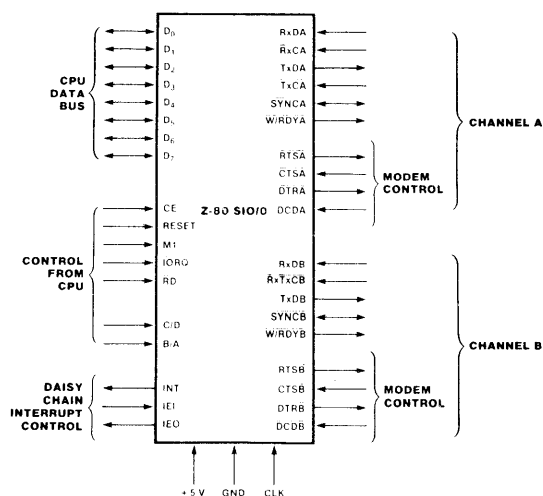 CPU
DATA
BUS
D0
D1
D2
D3
D4
D5
D6
D7
CONTROL
FROM
CPU
CE
RESET
M1
IORQ
RD
C/D
B/A
DAISY
CHAIN
INTERRUPT
CONTROL
INT
IEI
IEO
Z-80 SIO/0
+5 V
GND
CLK
RxDA
RxCA
TxDA
TxCA
SYNCA
W/RDYA
RTSA
CTSA
DTRA
DCDA
MODEM
CONTROL
CHANNEL A
RxDB
RxTxCB
TxDB
SYNCB
W/RDYB
RTSB
CTSB
DTRB
DCDB
MODEM
CONTROL
CHANNEL B